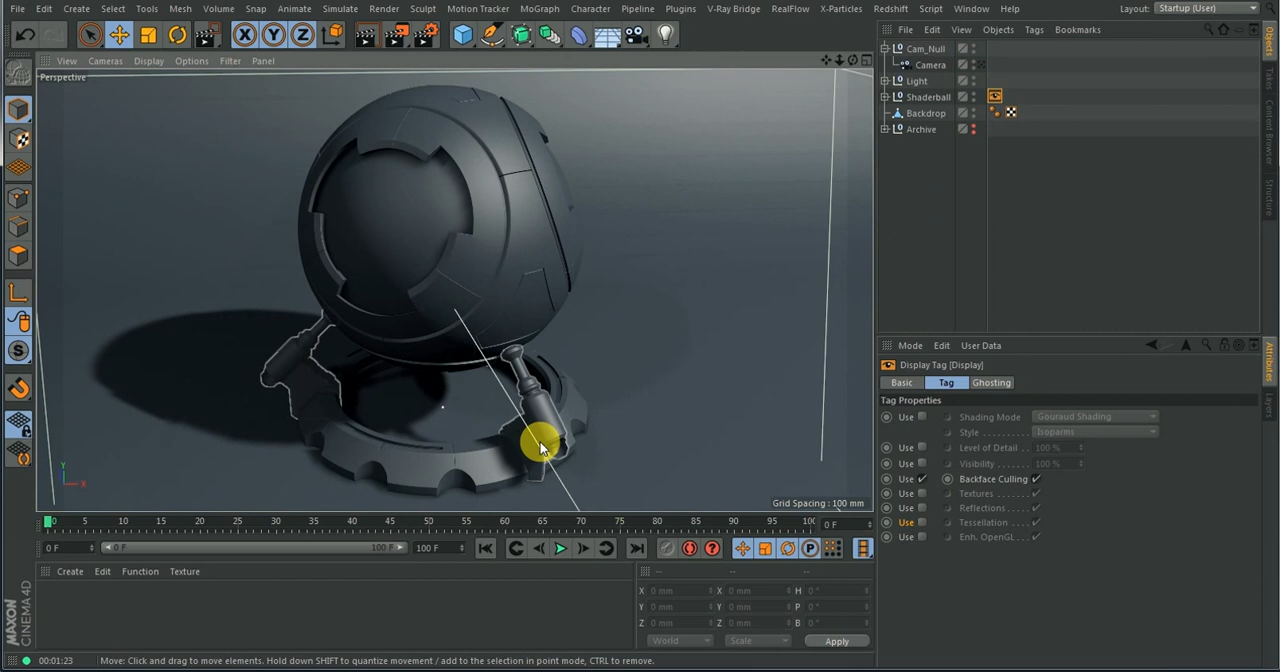 File Edit Create Select Tools Mesh Volume Snap Animate Simulate Render Sculpt Motion Tracker MoGraph Character Pipeline Plugins V-Ray Bridge RealFlow X-Particles Redshift Script Window Help Layout: Startup (User)
X Y Z
File Edit View Objects Tags Bookmarks
View Cameras Display Options Filter Panel
Perspective
Cam_Null
Camera
Light
Shaderball
Backdrop
Archive
Objects
Takes
Content Browser
Structure
Mode Edit User Data
Display Tag [Display]
Basic Tag Ghosting
Tag Properties
Use Shading Mode Gouraud Shading
Style Isoparms
Use Level of Detail 100 %
Use Visibility 100 %
Use Backface Culling
Use Textures
Use Reflections
Use Tessellation
Use Enh. OpenGL
Attributes
Layers
Y
X
Grid Spacing : 100 mm
0 5 10 15 20 25 30 35 40 45 50 55 60 65 70 75 80 85 90 95 100 0 F
0 F 0 F 100 F 100 F
P
Create Edit Function Texture
-- -- --
X 0 mm X 0 mm H 0 °
Y 0 mm Y 0 mm P 0 °
Z 0 mm Z 0 mm B 0 °
World Scale Apply
MAXON
CINEMA 4D
00:01:23 Move: Click and drag to move elements. Hold down SHIFT to quantize movement / add to the selection in point mode, CTRL to remove.